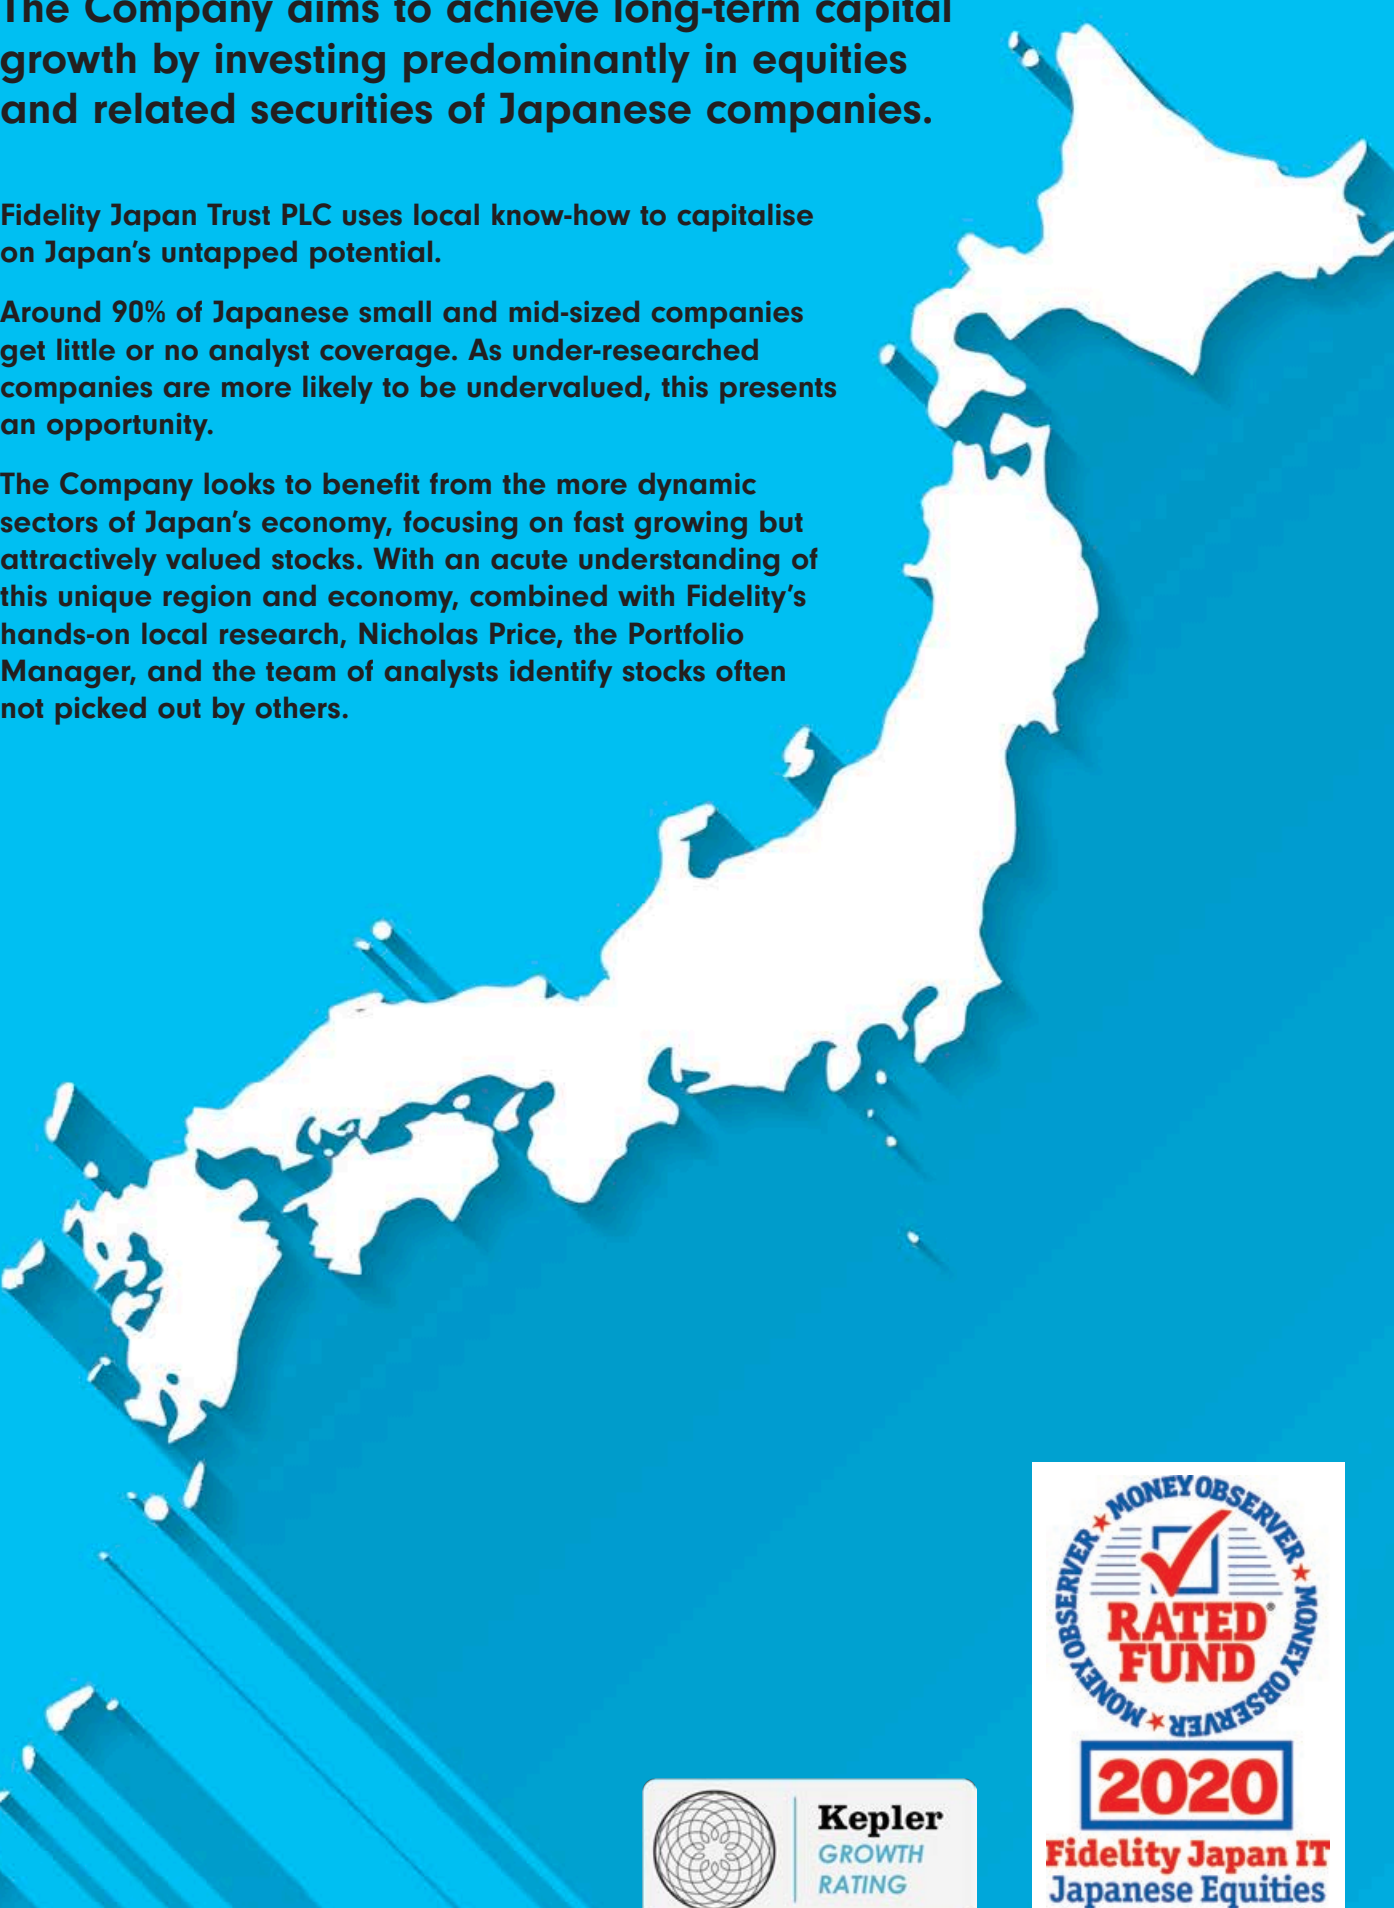 The Company aims to achieve long-term capital
growth by investing predominantly in equities
and related securities of Japanese companies.
Fidelity Japan Trust PLC uses local know-how to capitalise
on Japan's untapped potential.
Around 90% of Japanese small and mid-sized companies
get little or no analyst coverage. As under-researched
companies are more likely to be undervalued, this presents
an opportunity.
The Company looks to benefit from the more dynamic
sectors of Japan's economy, focusing on fast growing but
attractively valued stocks. With an acute understanding of
this unique region and economy, combined with Fidelity's
hands-on local research, Nicholas Price, the Portfolio
Manager, and the team of analysts identify stocks often
not picked out by others.
MONEY OBSERVER ★ MONEY OBSERVER ★ MONEY OBSERVER ★
RATED®
FUND
2020
Fidelity Japan IT
Japanese Equities
Kepler
GROWTH
RATING